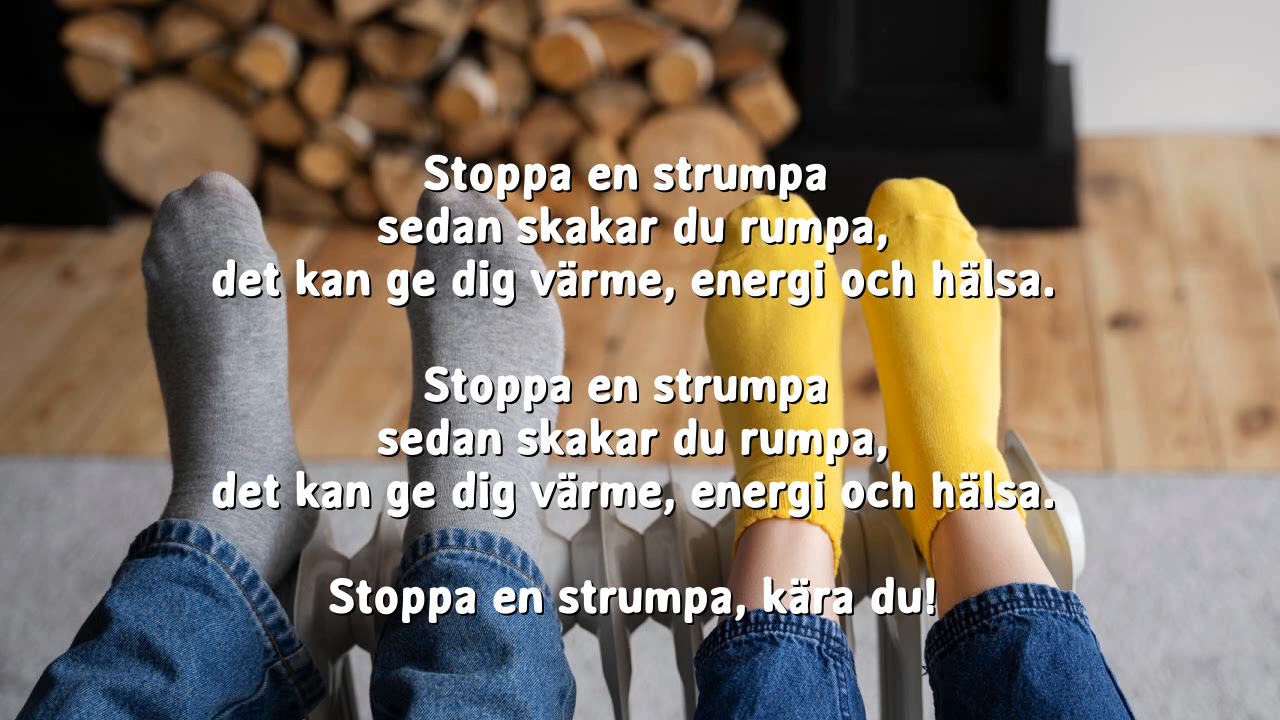 Stoppa en strumpa
sedan skakar du rumpa,
det kan ge dig värme, energi och hälsa.
Stoppa en strumpa
sedan skakar du rumpa,
det kan ge dig värme, energi och hälsa.
Stoppa en strumpa, kära du!